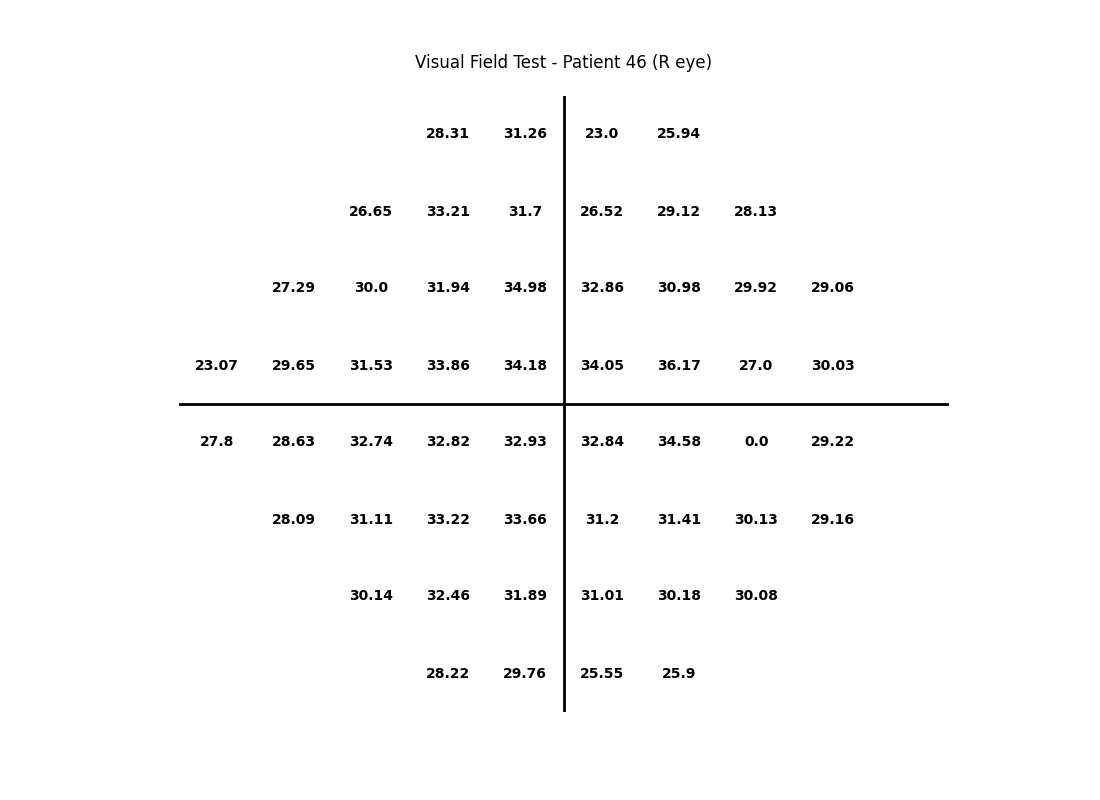 Visual Field Test - Patient 46 (R eye)
28.31 31.26 23.0 25.94
26.65 33.21 31.7 26.52 29.12 28.13
27.29 30.0 31.94 34.98 32.86 30.98 29.92 29.06
23.07 29.65 31.53 33.86 34.18 34.05 36.17 27.0 30.03
27.8 28.63 32.74 32.82 32.93 32.84 34.58 0.0 29.22
28.09 31.11 33.22 33.66 31.2 31.41 30.13 29.16
30.14 32.46 31.89 31.01 30.18 30.08
28.22 29.76 25.55 25.9